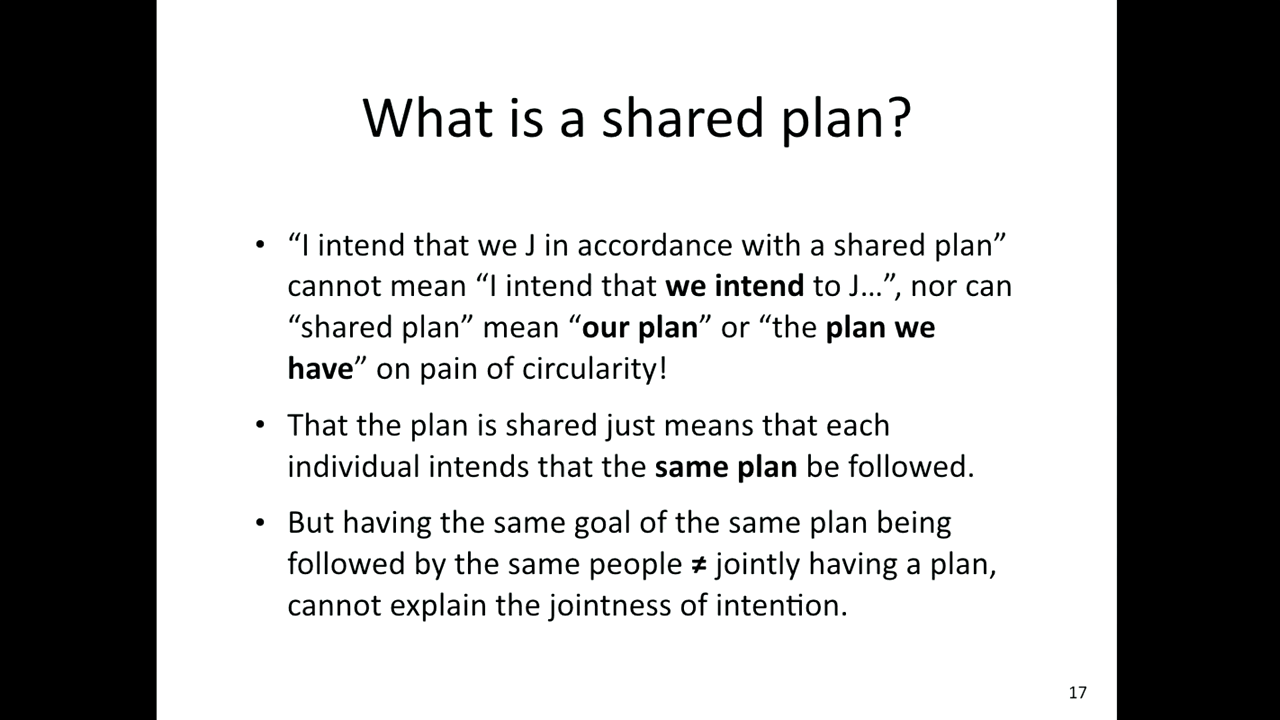 What is a shared plan?
• “I intend that we J in accordance with a shared plan”
cannot mean “I intend that we intend to J…”, nor can
“shared plan” mean “our plan” or “the plan we
have” on pain of circularity!
• That the plan is shared just means that each
individual intends that the same plan be followed.
• But having the same goal of the same plan being
followed by the same people ≠ jointly having a plan,
cannot explain the jointness of intention.
17